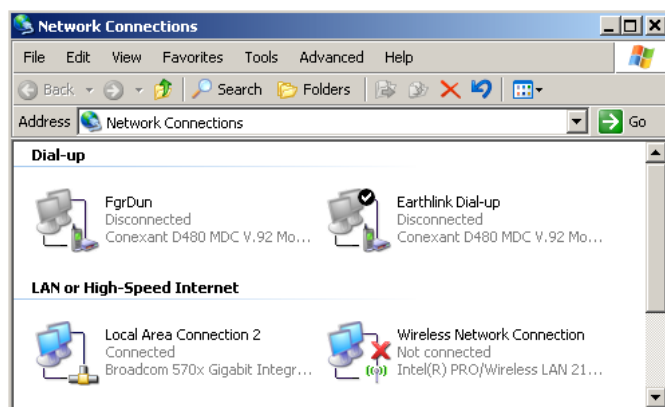 Network Connections
File Edit View Favorites Tools Advanced Help
Back Search Folders
Address Network Connections Go
Dial-up
FgrDun
Disconnected
Conexant D480 MDC V.92 Mo...
Earthlink Dial-up
Disconnected
Conexant D480 MDC V.92 Mo...
LAN or High-Speed Internet
Local Area Connection 2
Connected
Broadcom 570x Gigabit Integr...
Wireless Network Connection
Not connected
Intel(R) PRO/Wireless LAN 21...